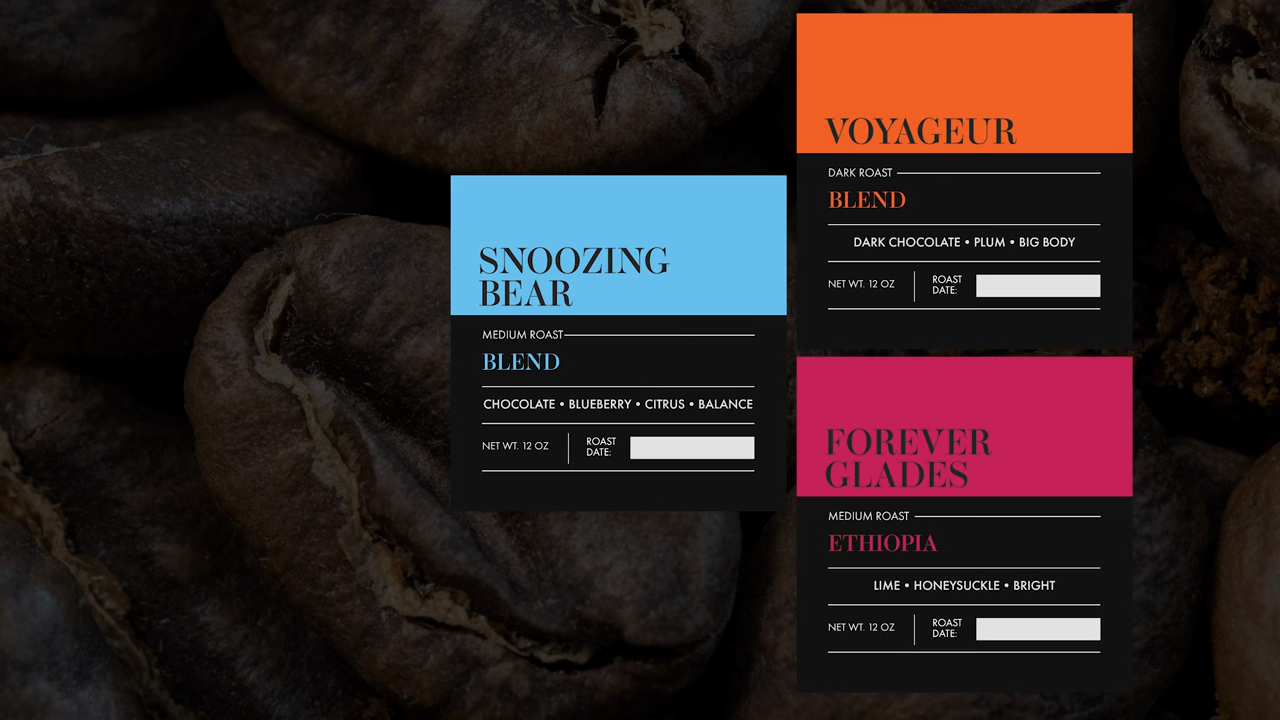 SNOOZING
BEAR
MEDIUM ROAST
BLEND
CHOCOLATE • BLUEBERRY • CITRUS • BALANCE
NET WT. 12 OZ
ROAST
DATE:
VOYAGEUR
DARK ROAST
BLEND
DARK CHOCOLATE • PLUM • BIG BODY
NET WT. 12 OZ
ROAST
DATE:
FOREVER
GLADES
MEDIUM ROAST
ETHIOPIA
LIME • HONEYSUCKLE • BRIGHT
NET WT. 12 OZ
ROAST
DATE: